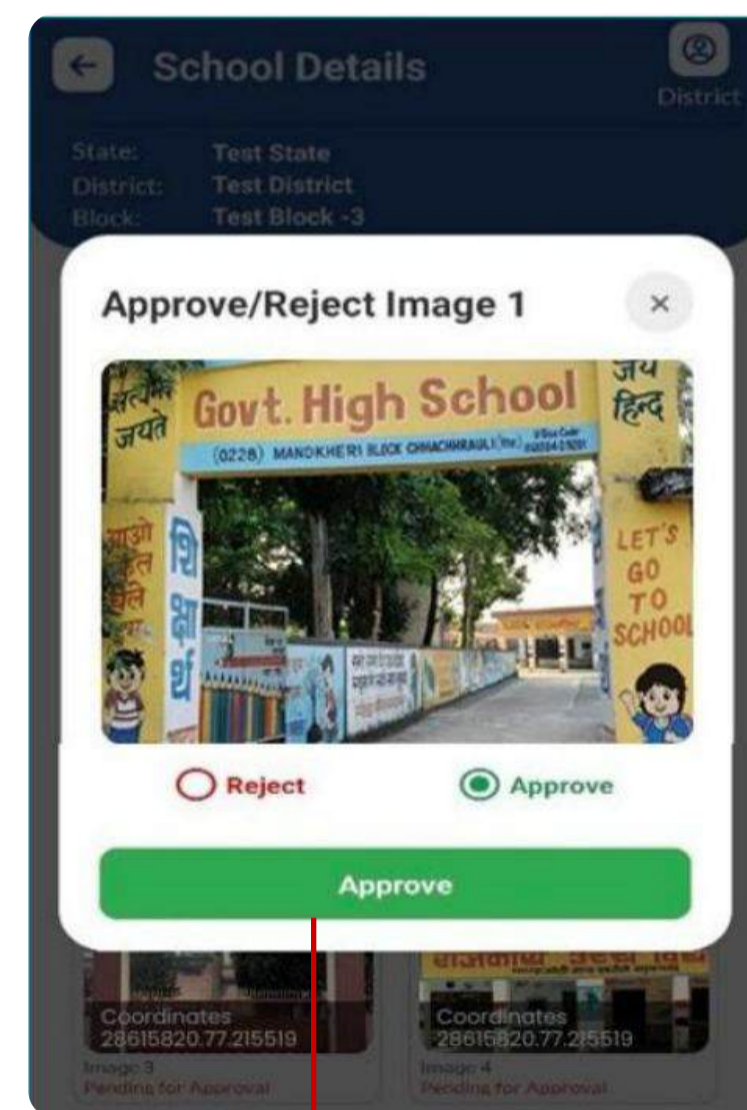 School Details
District
State: Test State
District: Test District
Block: Test Block -3
Approve/Reject Image 1
×
सत्यमेव
जयते
Govt. High School
जय
हिन्द
(0228) MANDKHERI BLOCK CHHACHHRAULI
LET'S
GO
TO
SCHOOL
शिक्षार्थ
Reject
Approve
Approve
Coordinates
28615820.77.215519
Coordinates
28615820.77.215519
Image 3
Image 4
Pending for Approval
Pending for Approval